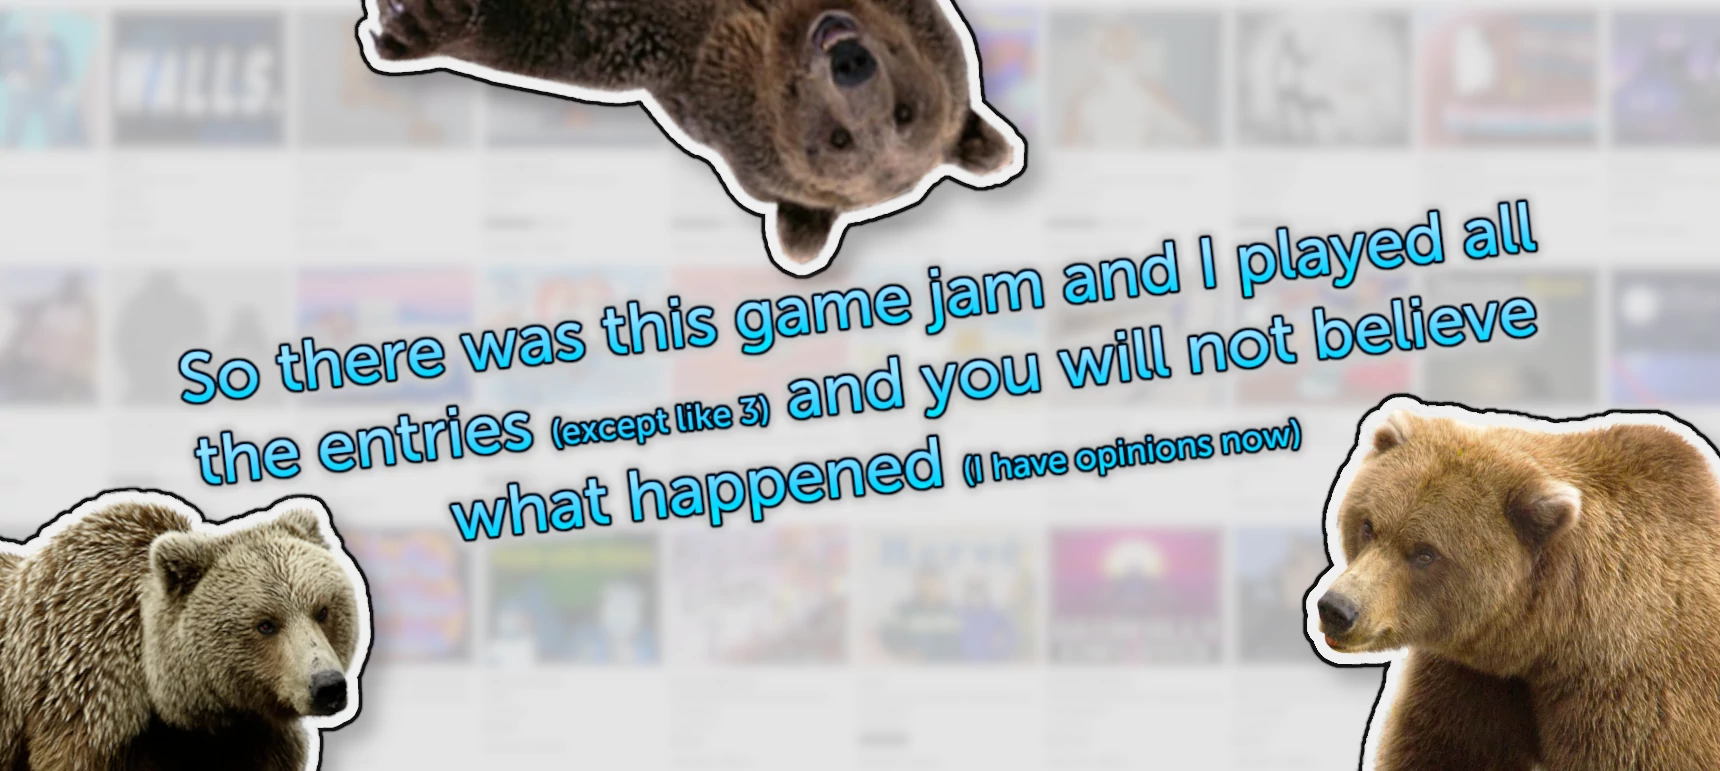 WALLS.
So there was this game jam and I played all
the entries (except like 3) and you will not believe
what happened (I have opinions now)